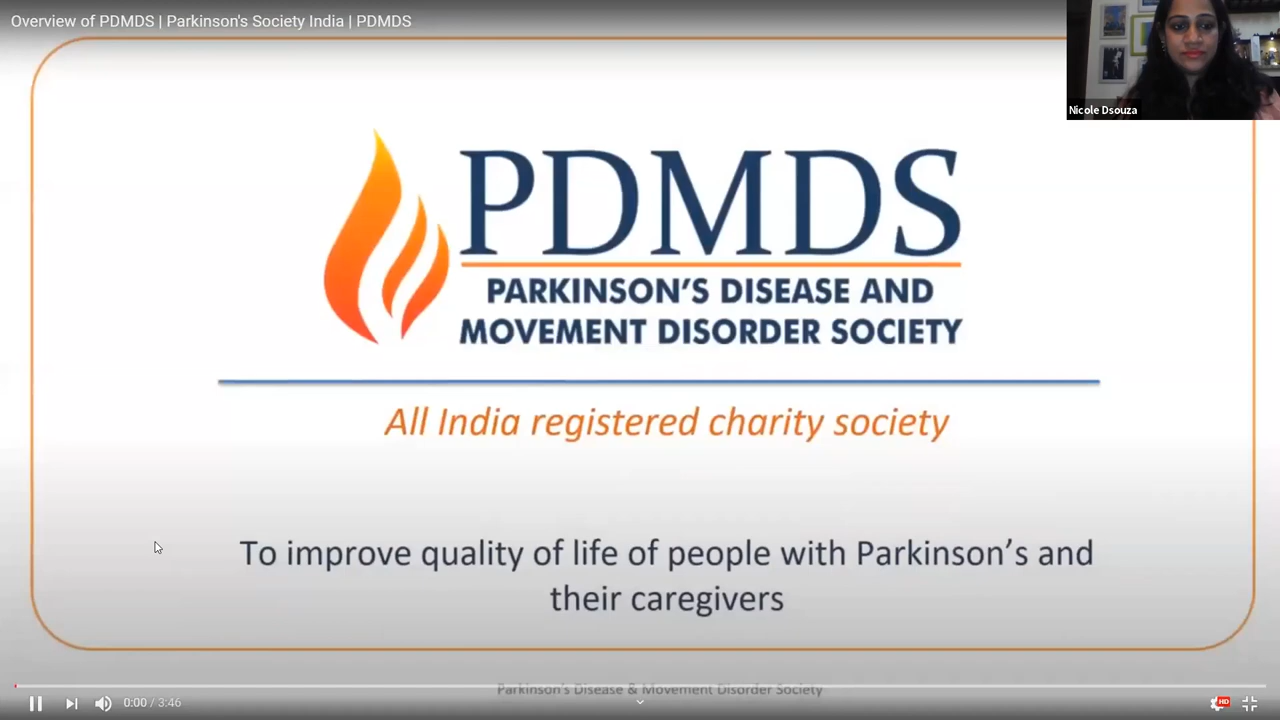 Overview of PDMDS | Parkinson's Society India | PDMDS
Nicole Dsouza
PDMDS
PARKINSON’S DISEASE AND
MOVEMENT DISORDER SOCIETY
All India registered charity society
To improve quality of life of people with Parkinson’s and
their caregivers
Parkinson's Disease & Movement Disorder Society
0:00 / 3:46
HD